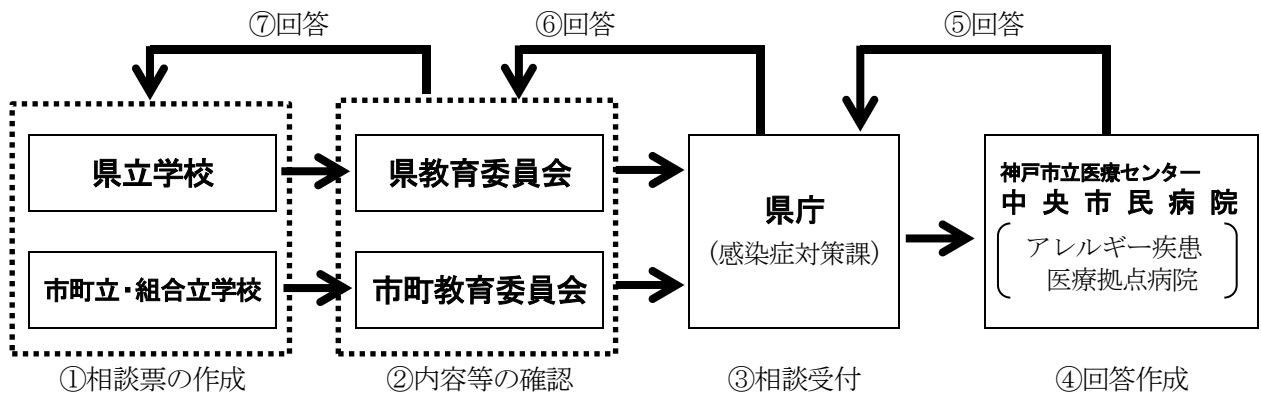 ⑦回答
⑥回答
⑤回答
県立学校
県教育委員会
県庁
(感染症対策課)
神戸市立医療センター
中央市民病院
アレルギー疾患
医療拠点病院
市町立・組合立学校
市町教育委員会
①相談票の作成
②内容等の確認
③相談受付
④回答作成